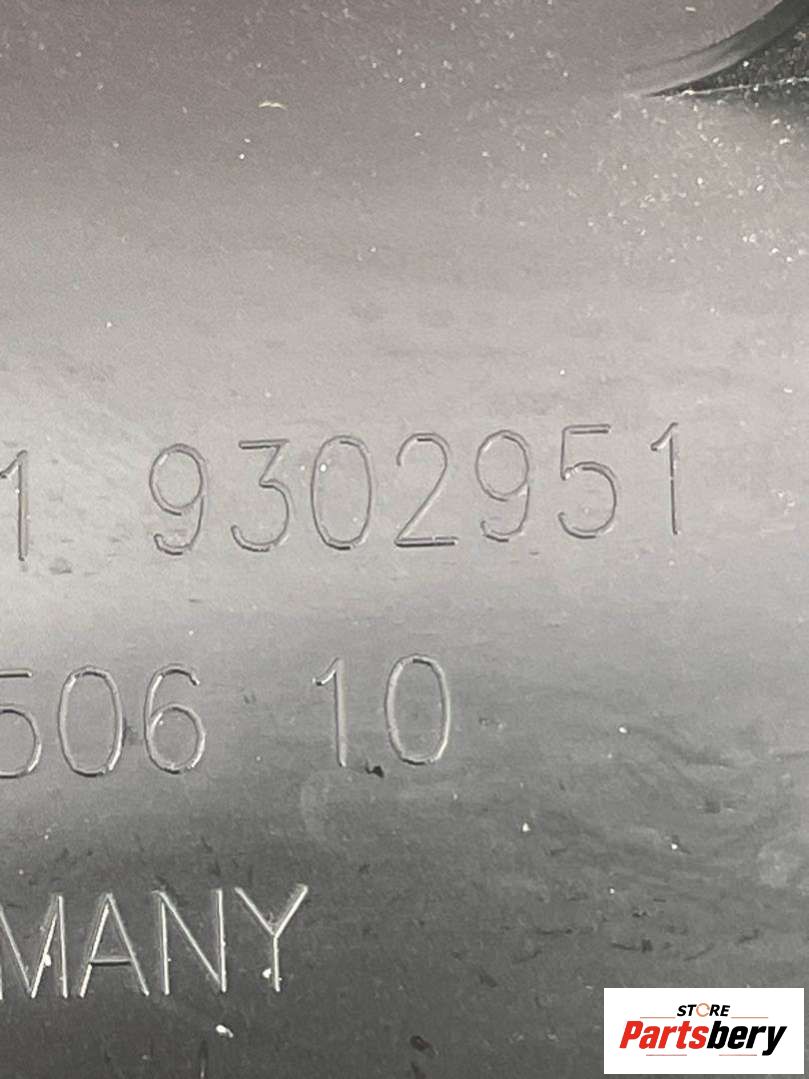 1 9302951
506 10
MANY
STORE
Partsbery